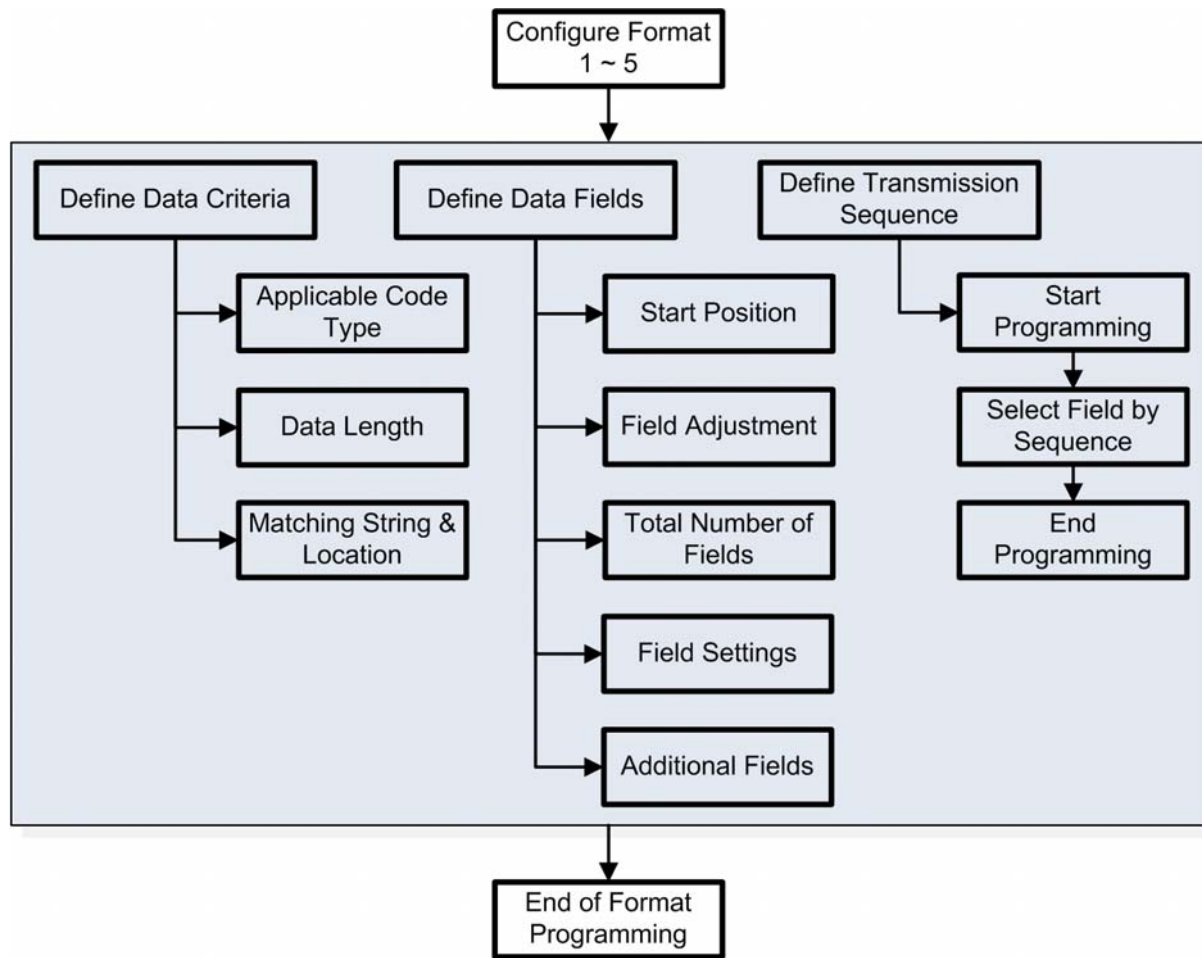 Configure Format
1 ~ 5
Define Data Criteria
Applicable Code
Type
Data Length
Matching String &
Location
Define Data Fields
Start Position
Field Adjustment
Total Number of
Fields
Field Settings
Additional Fields
Define Transmission
Sequence
Start
Programming
Select Field by
Sequence
End
Programming
End of Format
Programming